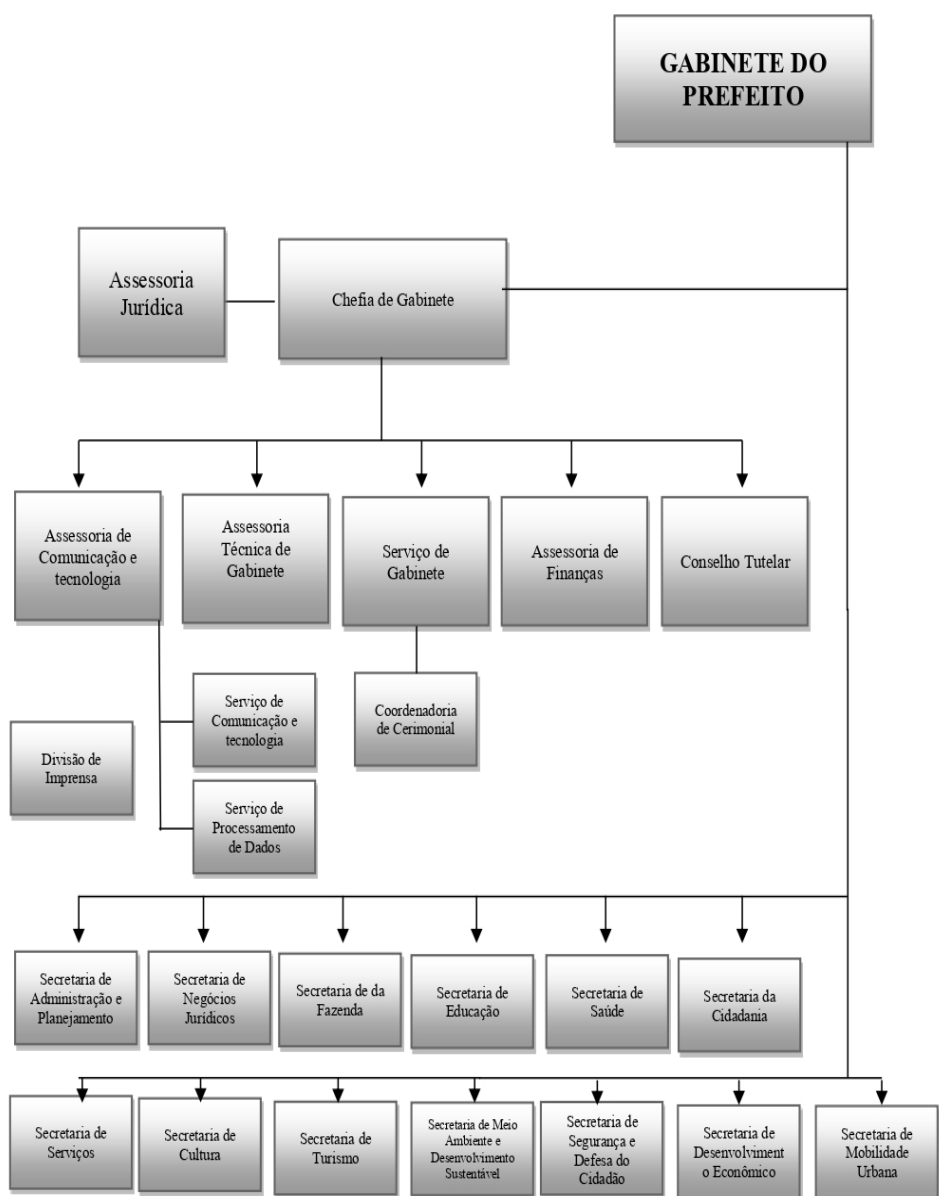 GABINETE DO
PREFEITO
Assessoria
Jurídica
Chefia de Gabinete
Assessoria de
Comunicação e
tecnologia
Assessoria
Técnica de
Gabinete
Serviço de
Gabinete
Assessoria de
Finanças
Conselho Tutelar
Serviço de
Comunicação e
tecnologia
Coordenadoria
de Cerimonial
Divisão de
Imprensa
Serviço de
Processamento
de Dados
Secretaria de
Administração e
Planejamento
Secretaria de
Negócios
Jurídicos
Secretaria de da
Fazenda
Secretaria de
Educação
Secretaria de
Saúde
Secretaria da
Cidadania
Secretaria de
Serviços
Secretaria de
Cultura
Secretaria de
Turismo
Secretaria de Meio
Ambiente e
Desenvolvimento
Sustentável
Secretaria de
Segurança e
Defesa do
Cidadão
Secretaria de
Desenvolviment
o Econômico
Secretaria de
Mobilidade
Urbana